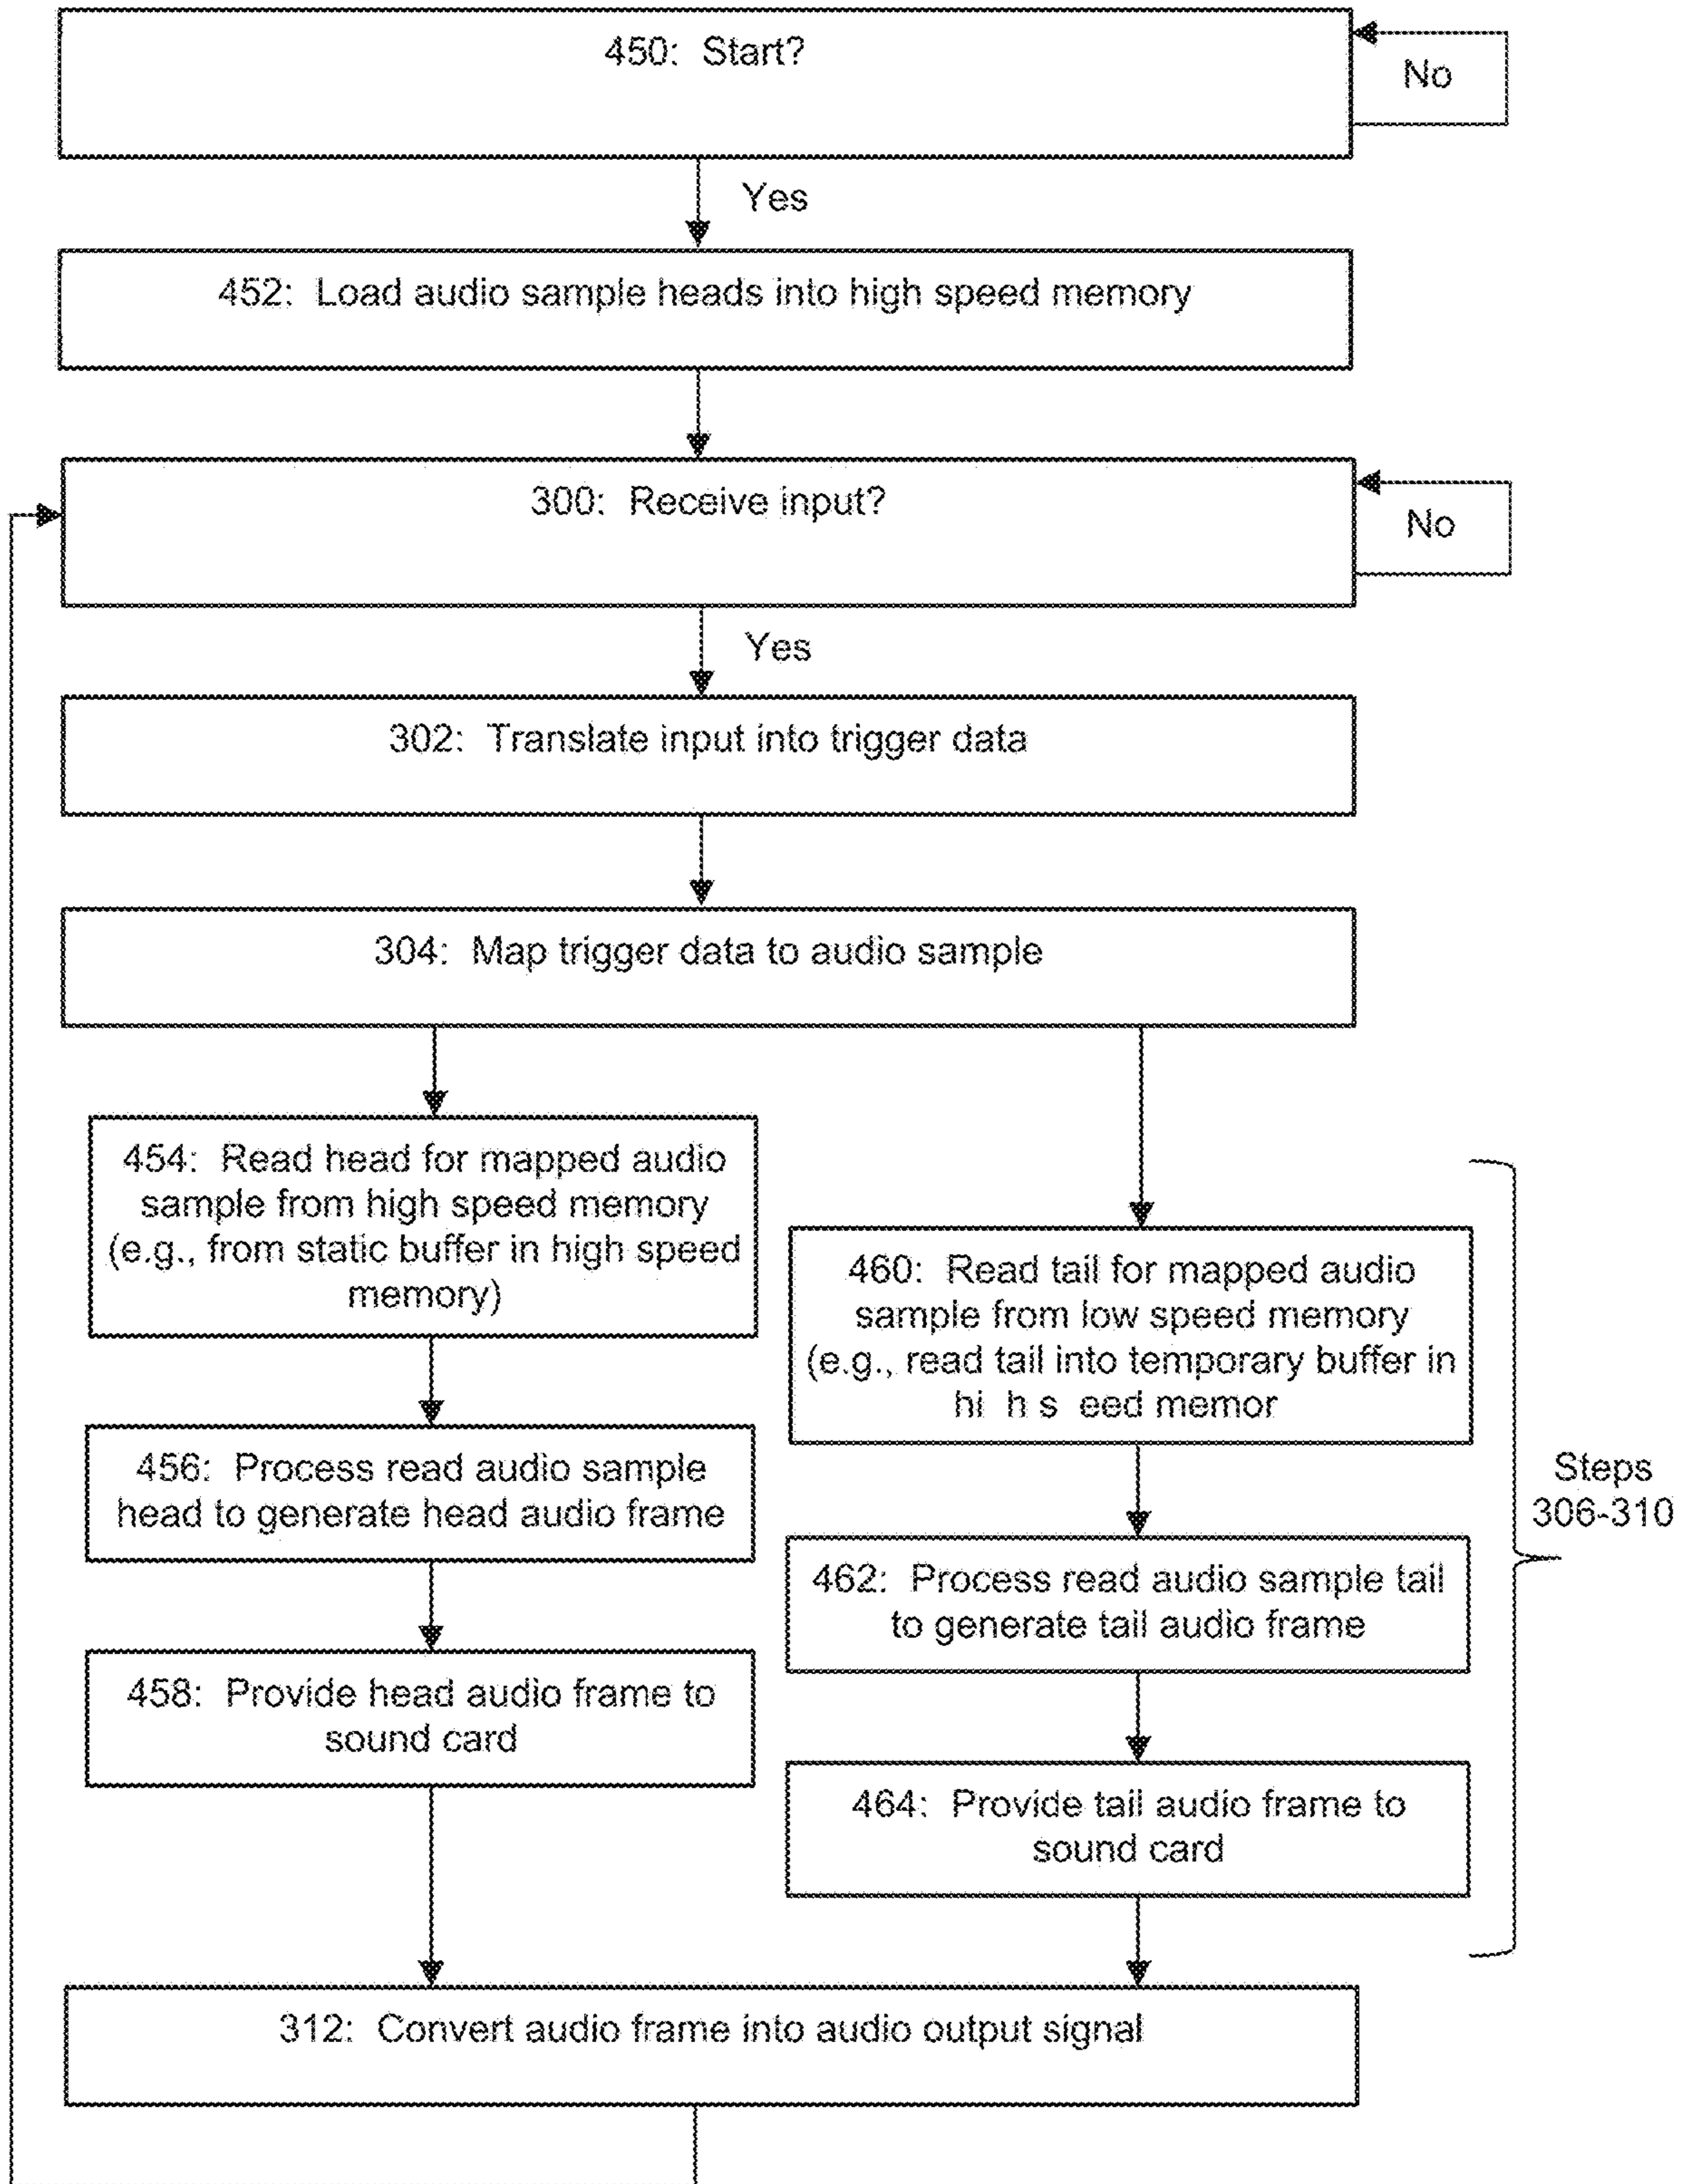 450: Start?
No
Yes
452: Load audio sample heads into high speed memory
300: Receive input?
No
Yes
302: Translate input into trigger data
304: Map trigger data to audio sample
454: Read head for mapped audio
sample from high speed memory
(e.g., from static buffer in high speed
memory)
460: Read tail for mapped audio
sample from low speed memory
(e.g., read tail into temporary buffer in
hi h s eed memor
456: Process read audio sample
head to generate head audio frame
Steps
306-310
462: Process read audio sample tail
to generate tail audio frame
458: Provide head audio frame to
sound card
464: Provide tail audio frame to
sound card
312: Convert audio frame into audio output signal